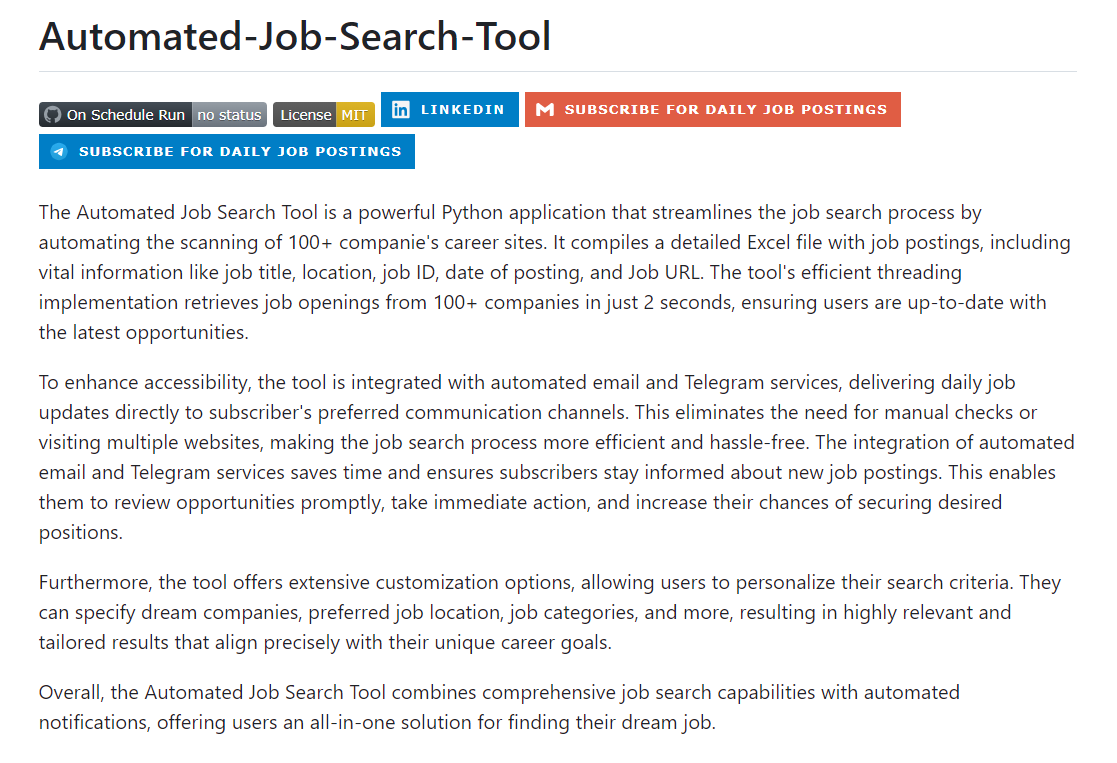 Automated-Job-Search-Tool
On Schedule Run no status License MIT LINKEDIN SUBSCRIBE FOR DAILY JOB POSTINGS
SUBSCRIBE FOR DAILY JOB POSTINGS
The Automated Job Search Tool is a powerful Python application that streamlines the job search process by
automating the scanning of 100+ companie's career sites. It compiles a detailed Excel file with job postings, including
vital information like job title, location, job ID, date of posting, and Job URL. The tool's efficient threading
implementation retrieves job openings from 100+ companies in just 2 seconds, ensuring users are up-to-date with
the latest opportunities.
To enhance accessibility, the tool is integrated with automated email and Telegram services, delivering daily job
updates directly to subscriber's preferred communication channels. This eliminates the need for manual checks or
visiting multiple websites, making the job search process more efficient and hassle-free. The integration of automated
email and Telegram services saves time and ensures subscribers stay informed about new job postings. This enables
them to review opportunities promptly, take immediate action, and increase their chances of securing desired
positions.
Furthermore, the tool offers extensive customization options, allowing users to personalize their search criteria. They
can specify dream companies, preferred job location, job categories, and more, resulting in highly relevant and
tailored results that align precisely with their unique career goals.
Overall, the Automated Job Search Tool combines comprehensive job search capabilities with automated
notifications, offering users an all-in-one solution for finding their dream job.